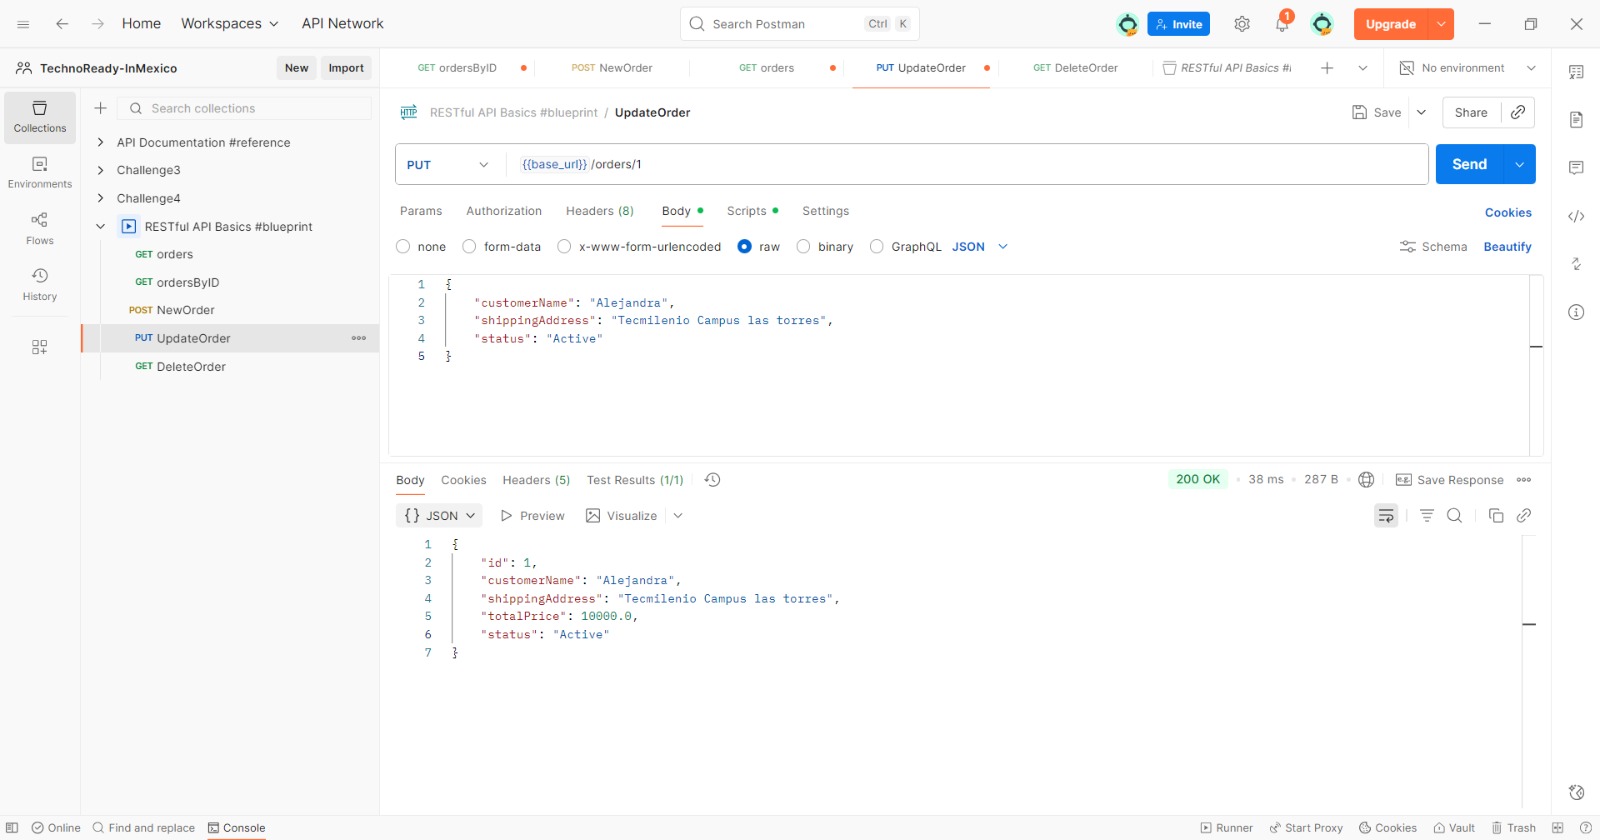 Home Workspaces API Network Search Postman Ctrl K Invite 1 Upgrade
TechnoReady-InMexico New Import
GET ordersByID POST NewOrder GET orders PUT UpdateOrder GET DeleteOrder RESTful API Basics #bl No environment
Collections
Environments
Flows
History
Search collections
API Documentation #reference
Challenge3
Challenge4
RESTful API Basics #blueprint
GET orders
GET ordersByID
POST NewOrder
PUT UpdateOrder
GET DeleteOrder
HTTP RESTful API Basics #blueprint / UpdateOrder Save Share
PUT {{base_url}} /orders/1 Send
Params Authorization Headers (8) Body Scripts Settings Cookies
none form-data x-www-form-urlencoded raw binary GraphQL JSON Schema Beautify
1 {
2 "customerName": "Alejandra",
3 "shippingAddress": "Tecmilenio Campus las torres",
4 "status": "Active"
5 }
Body Cookies Headers (5) Test Results (1/1) 200 OK 38 ms 287 B e.g. Save Response
{} JSON Preview Visualize
1 {
2 "id": 1,
3 "customerName": "Alejandra",
4 "shippingAddress": "Tecmilenio Campus las torres",
5 "totalPrice": 10000.0,
6 "status": "Active"
7 }
Online Find and replace Console Runner Start Proxy Cookies Vault Trash